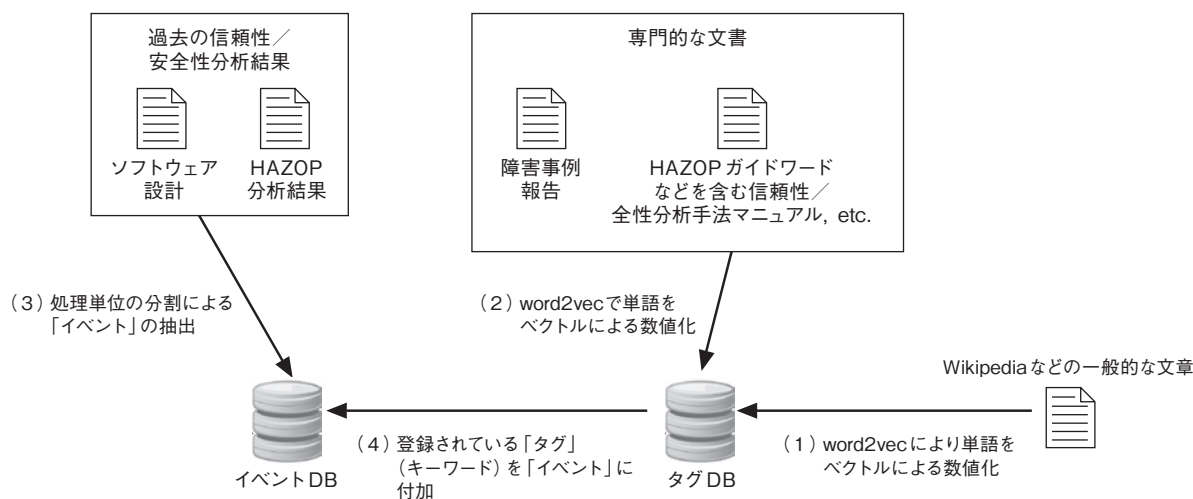 過去の信頼性／
安全性分析結果
ソフトウェア
設計
HAZOP
分析結果
専門的な文書
障害事例
報告
HAZOPガイドワード
などを含む信頼性／
全性分析手法マニュアル, etc.
（3）処理単位の分割による
「イベント」の抽出
（2）word2vecで単語を
ベクトルによる数値化
Wikipediaなどの一般的な文章
（4）登録されている「タグ」
（キーワード）を「イベント」に
付加
（1）word2vecにより単語を
ベクトルによる数値化
イベントDB
タグDB